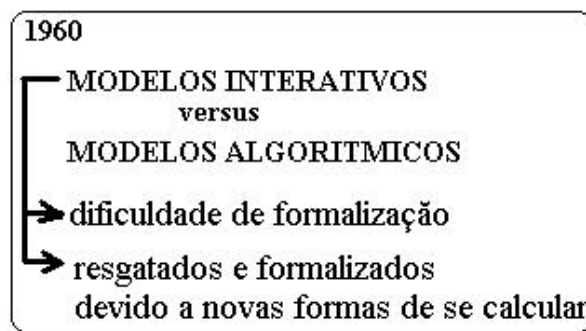 1960
MODELOS INTERATIVOS
versus
MODELOS ALGORITMICOS
dificuldade de formalização
resgatados e formalizados
devido a novas formas de se calcular